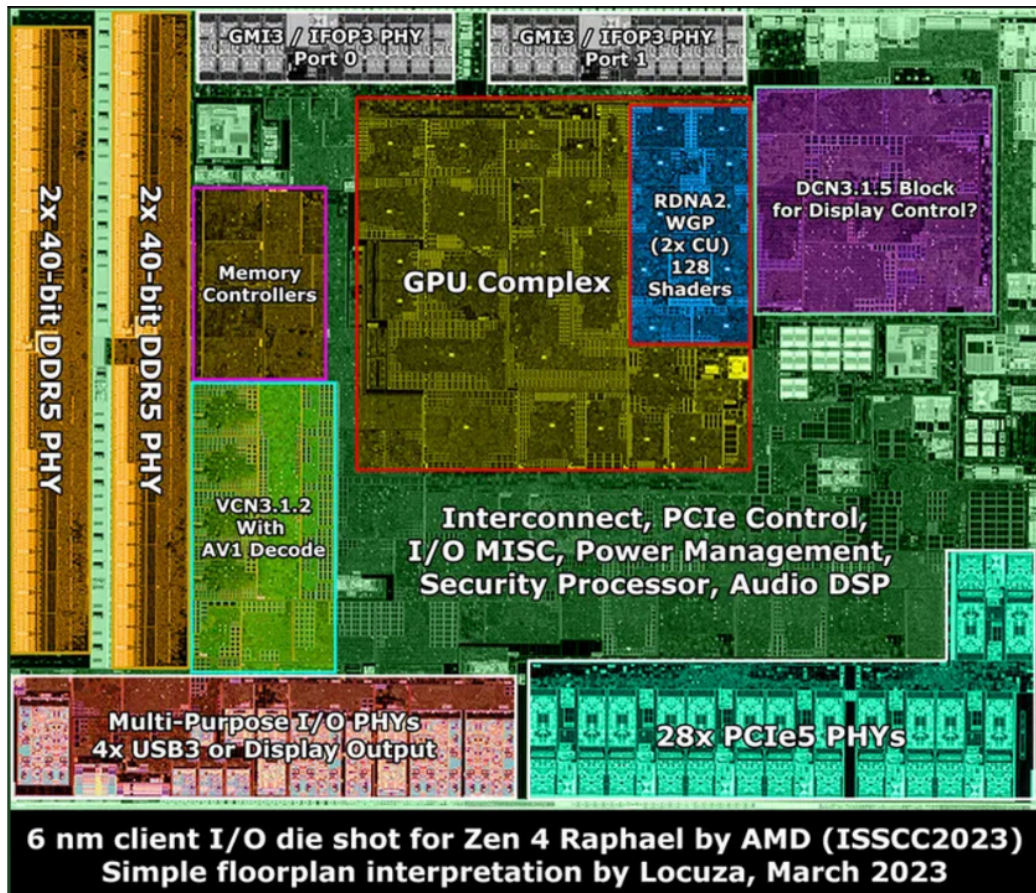 GMI3 / IFOP3 PHY
Port 0
GMI3 / IFOP3 PHY
Port 1
2x 40-bit DDR5 PHY
2x 40-bit DDR5 PHY
Memory
Controllers
GPU Complex
RDNA2
WGP
(2x CU)
128
Shaders
DCN3.1.5 Block
for Display Control?
VCN3.1.2
With
AV1 Decode
Interconnect, PCIe Control,
I/O MISC, Power Management,
Security Processor, Audio DSP
Multi-Purpose I/O PHYs
4x USB3 or Display Output
28x PCIe5 PHYs
6 nm client I/O die shot for Zen 4 Raphael by AMD (ISSCC2023)
Simple floorplan interpretation by Locuza, March 2023